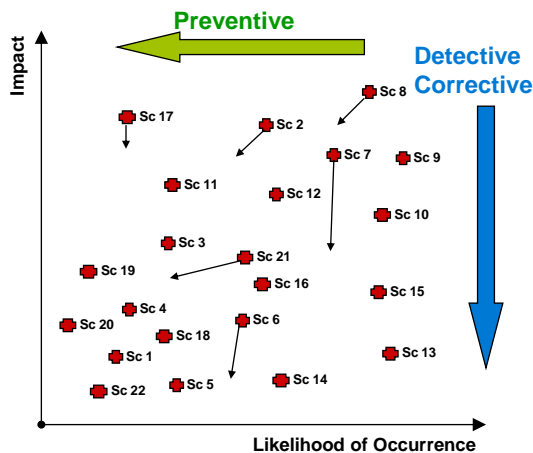 Preventive
Detective
Corrective
Impact
Sc 8
Sc 17
Sc 2
Sc 7
Sc 9
Sc 11
Sc 12
Sc 10
Sc 3
Sc 21
Sc 19
Sc 16
Sc 15
Sc 4
Sc 20
Sc 6
Sc 18
Sc 1
Sc 13
Sc 22
Sc 5
Sc 14
Likelihood of Occurrence